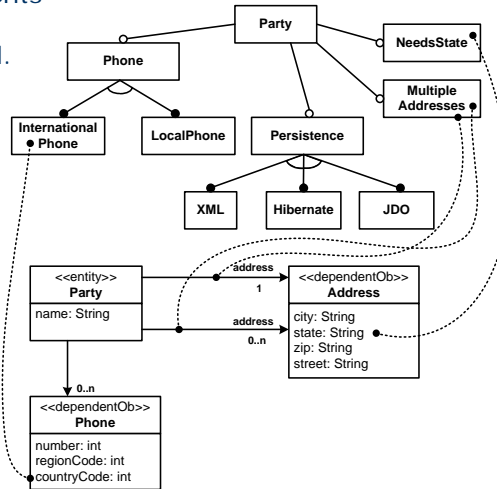 ents
l.
Party
NeedsState
Phone
Multiple
Addresses
International
Phone
LocalPhone
Persistence
XML
Hibernate
JDO
<<entity>>
Party
name: String
address
1
address
0..n
<<dependentOb>>
Address
city: String
state: String
zip: String
street: String
0..n
<<dependentOb>>
Phone
number: int
regionCode: int
countryCode: int